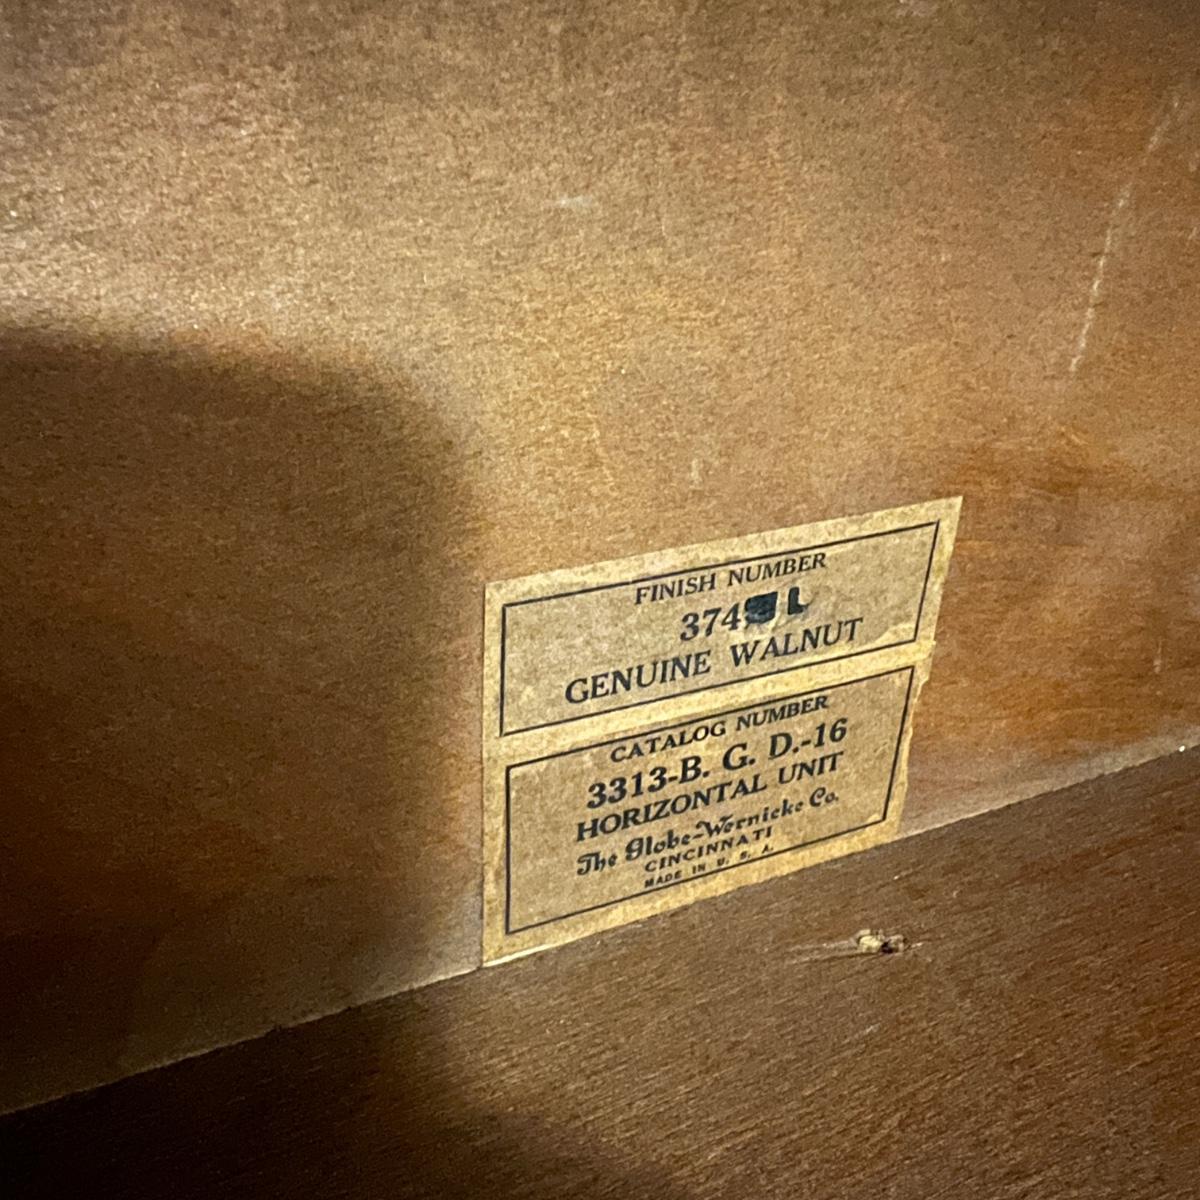 FINISH NUMBER
374 L
GENUINE WALNUT
CATALOG NUMBER
3313-B. G. D.-16
HORIZONTAL UNIT
The Globe-Wernicke Co.
CINCINNATI
MADE IN U. S. A.